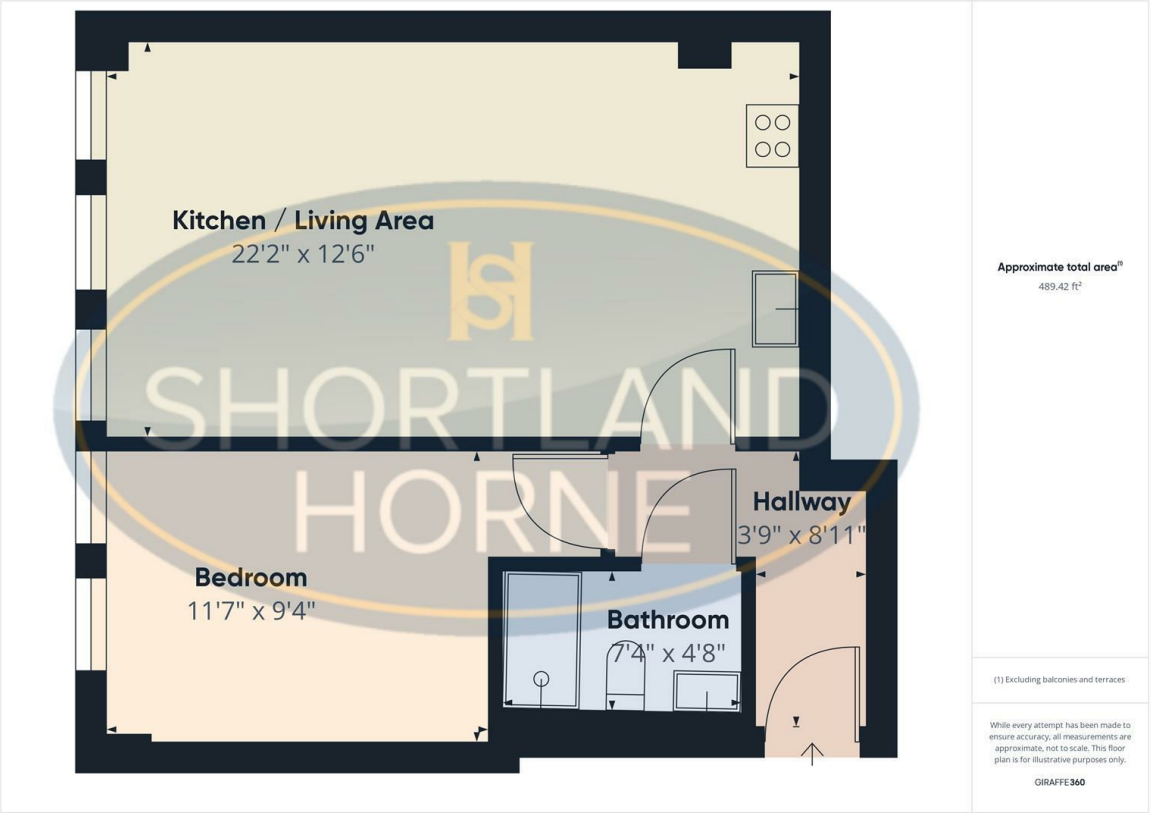 Kitchen / Living Area
22'2" x 12'6"
HS
SHORTLAND
HORNE
Hallway
3'9" x 8'11"
Bedroom
11'7" x 9'4"
Bathroom
7'4" x 4'8"
Approximate total area(1)
489.42 ft²
(1) Excluding balconies and terraces
While every attempt has been made to
ensure accuracy, all measurements are
approximate, not to scale. This floor
plan is for illustrative purposes only.
GIRAFFE360